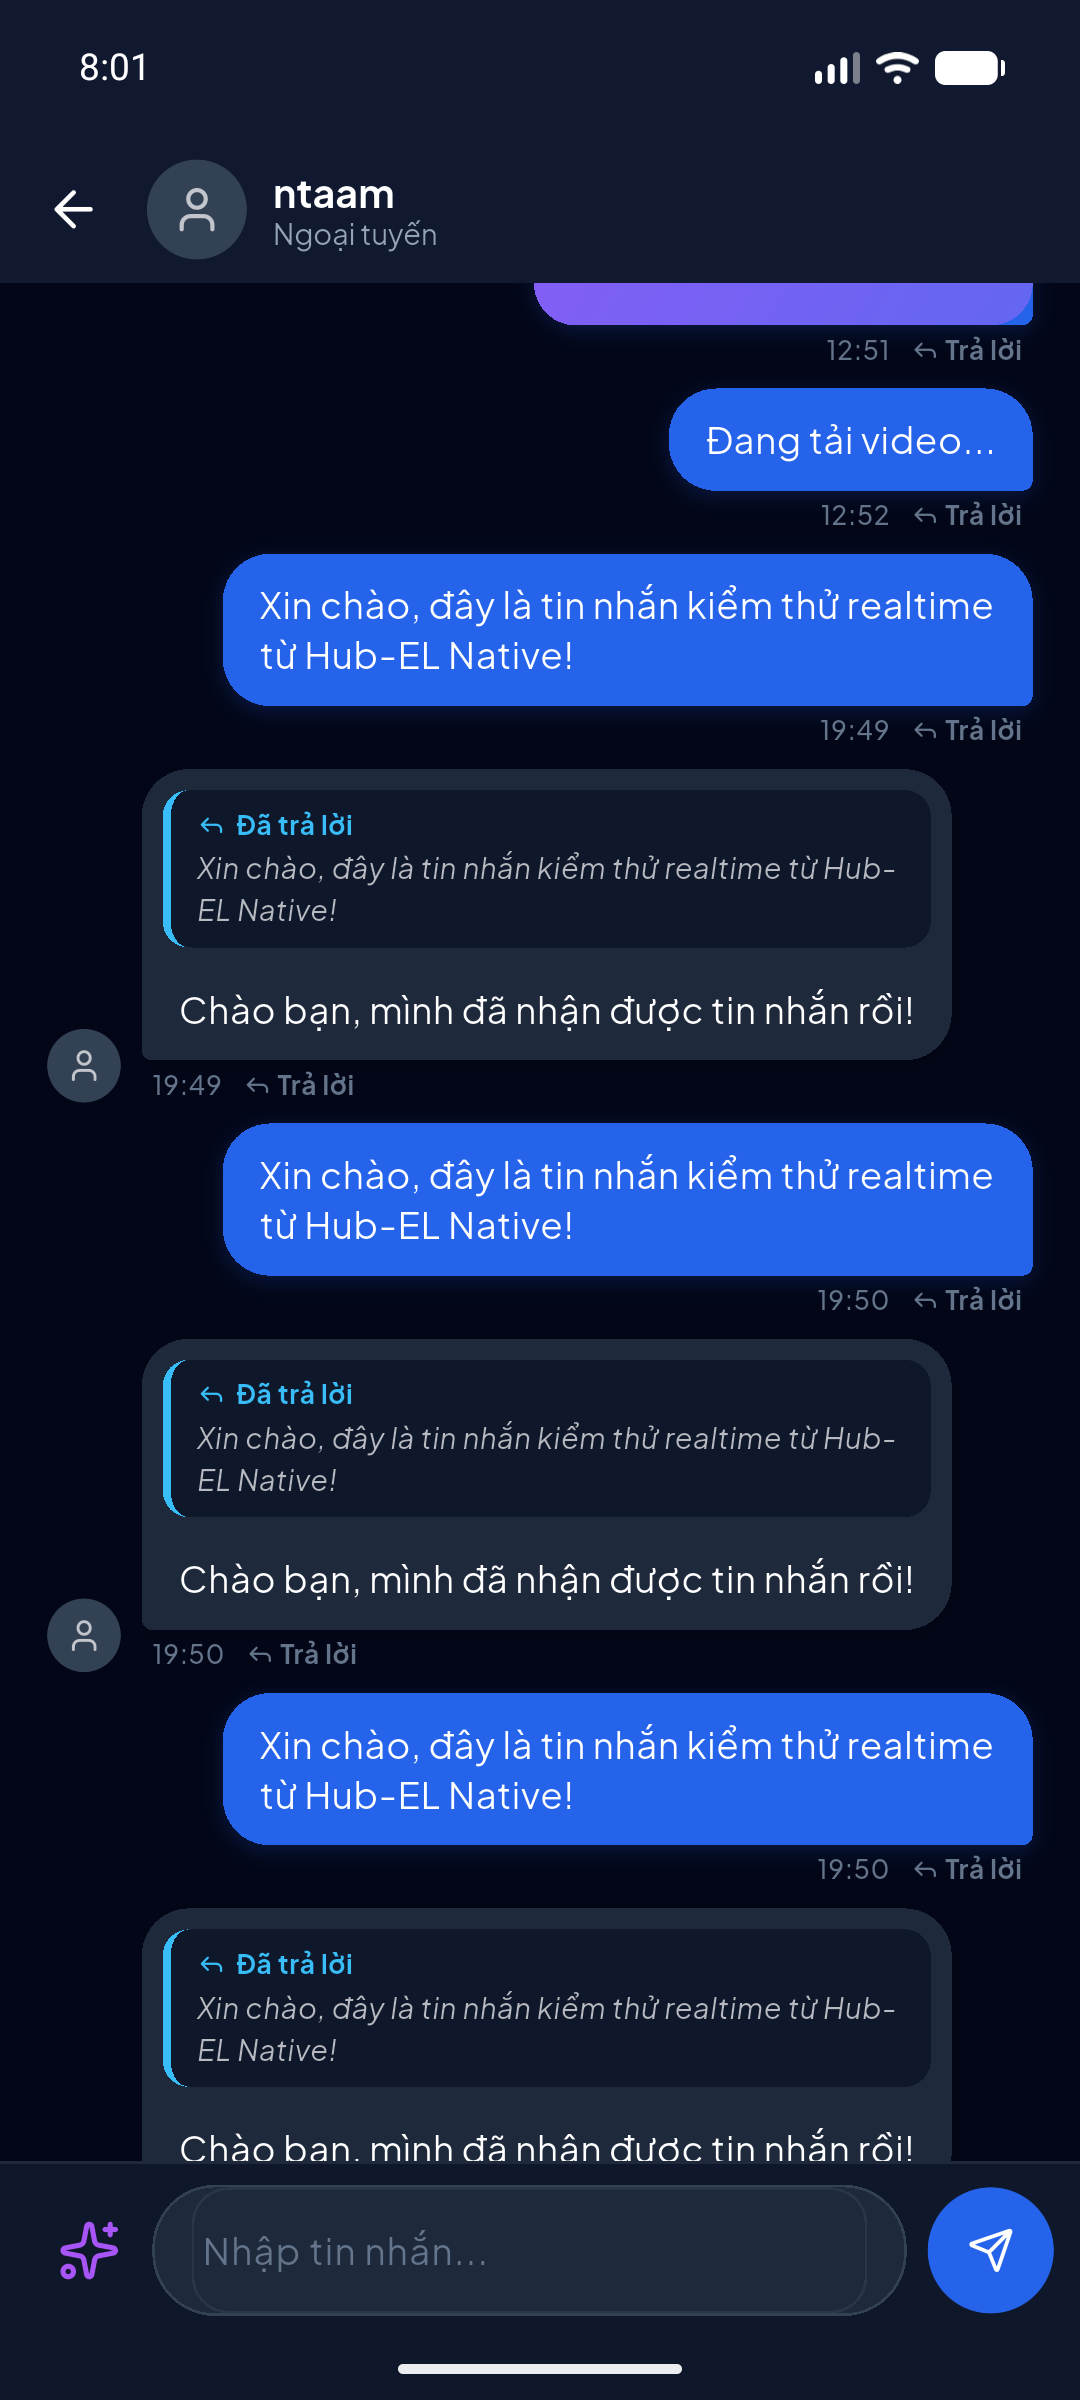 8:01
ntaam
Ngoại tuyến
12:51 Trả lời
Đang tải video...
12:52 Trả lời
Xin chào, đây là tin nhắn kiểm thử realtime
từ Hub-EL Native!
19:49 Trả lời
Đã trả lời
Xin chào, đây là tin nhắn kiểm thử realtime từ Hub-
EL Native!
Chào bạn, mình đã nhận được tin nhắn rồi!
19:49 Trả lời
Xin chào, đây là tin nhắn kiểm thử realtime
từ Hub-EL Native!
19:50 Trả lời
Đã trả lời
Xin chào, đây là tin nhắn kiểm thử realtime từ Hub-
EL Native!
Chào bạn, mình đã nhận được tin nhắn rồi!
19:50 Trả lời
Xin chào, đây là tin nhắn kiểm thử realtime
từ Hub-EL Native!
19:50 Trả lời
Đã trả lời
Xin chào, đây là tin nhắn kiểm thử realtime từ Hub-
EL Native!
Chào bạn, mình đã nhận được tin nhắn rồi!
Nhập tin nhắn...